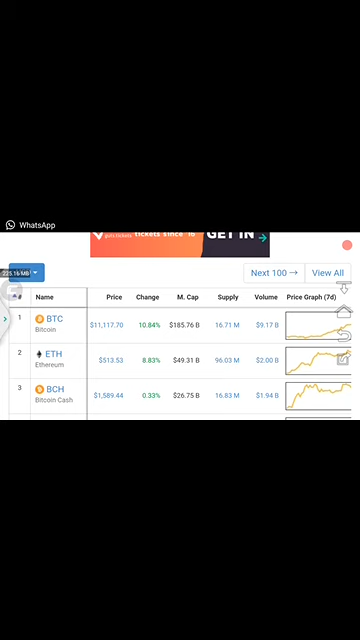 WhatsApp
guts.tickets tickets since '16 GET IN →
225.16 MB
Next 100 → View All
# Name Price Change M. Cap Supply Volume Price Graph (7d)
1 BTC $11,117.70 10.84% $185.76 B 16.71 M $9.17 B
Bitcoin
2 ETH $513.53 8.83% $49.31 B 96.03 M $2.00 B
Ethereum
3 BCH $1,589.44 0.33% $26.75 B 16.83 M $1.94 B
Bitcoin Cash